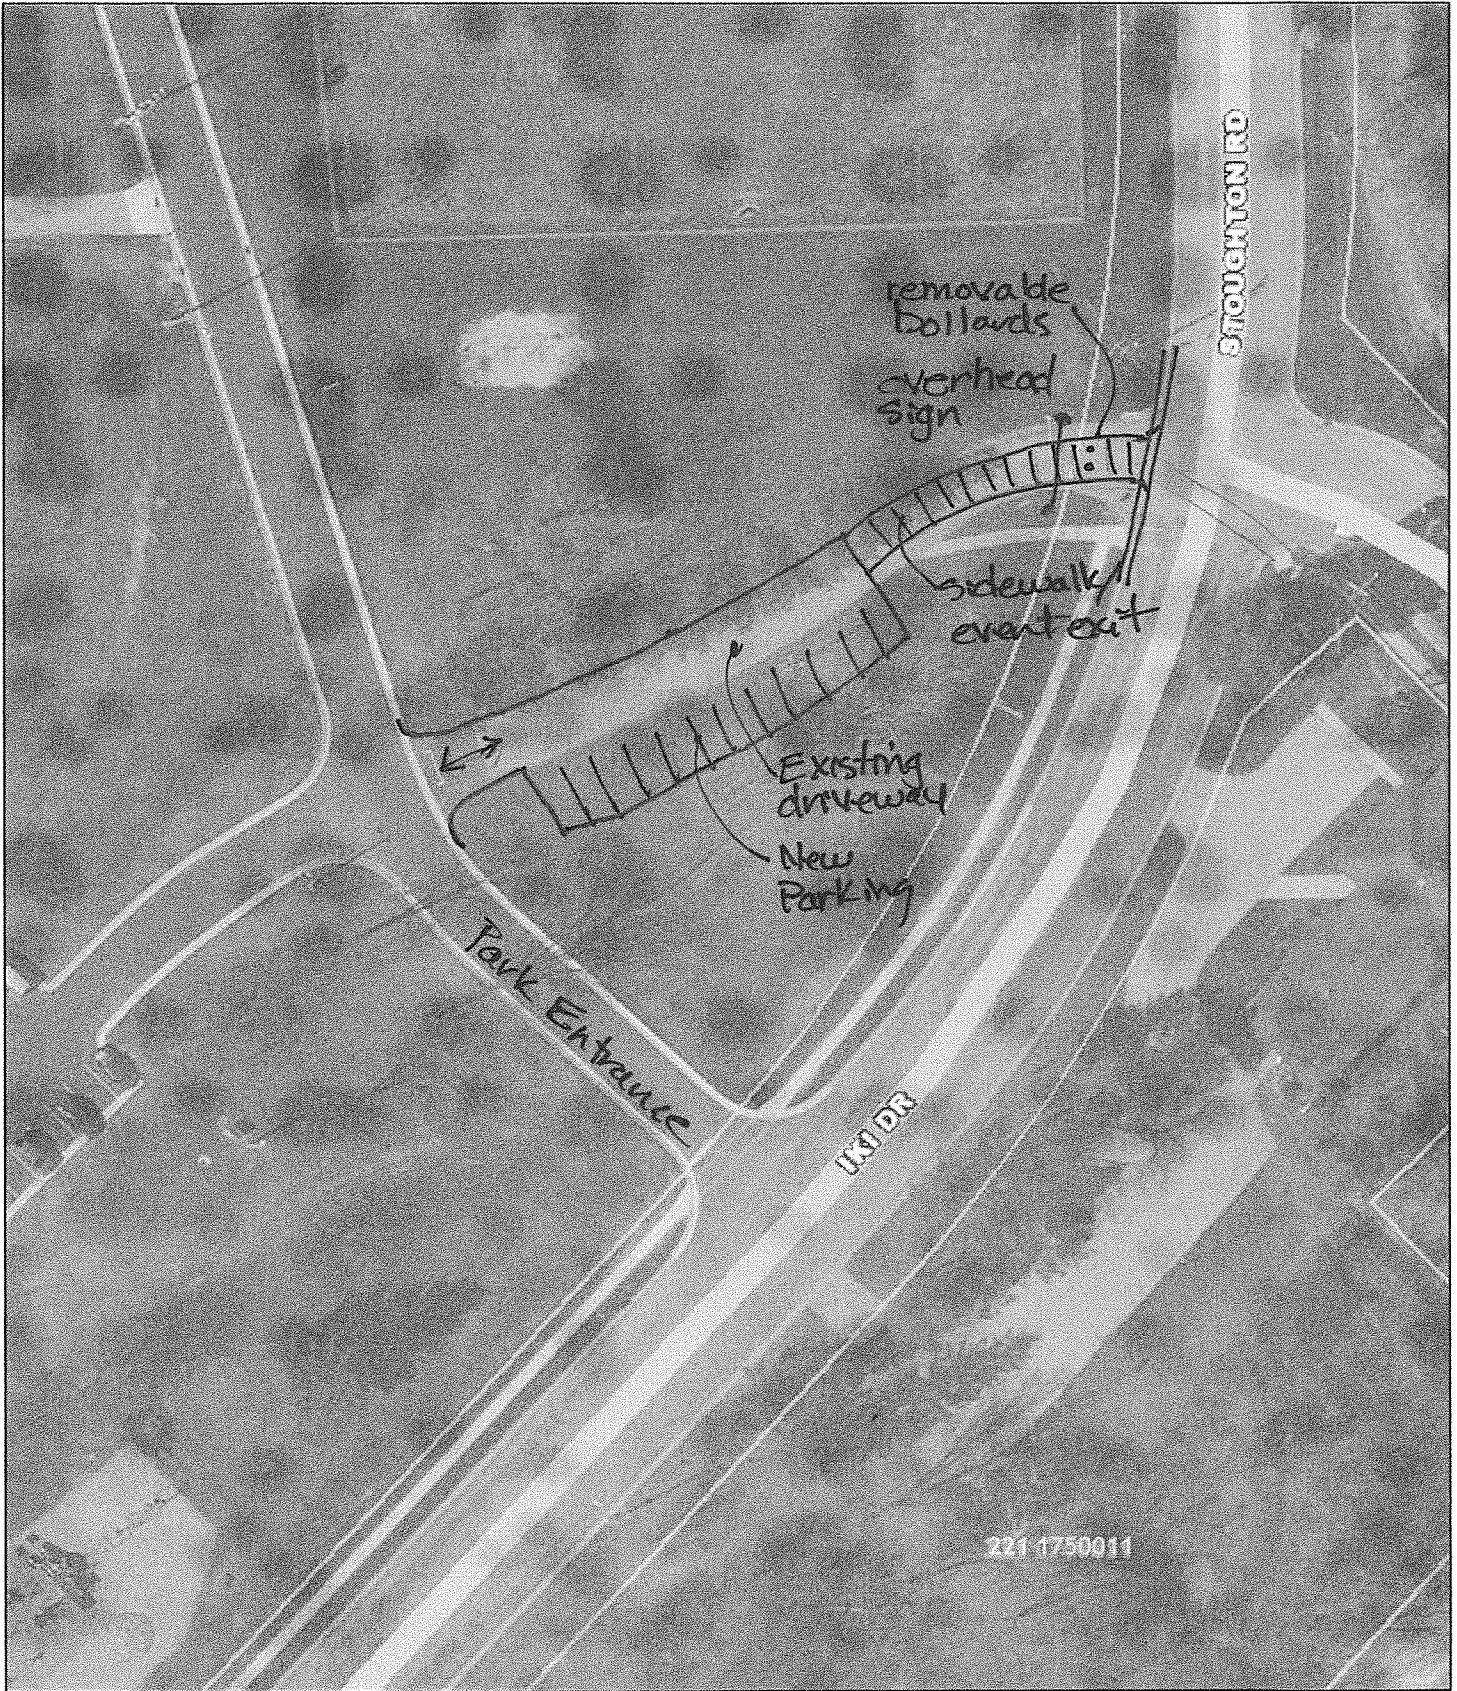 STOUGHTON RD
removable
bollards
overhead
sign
sidewalk/
event exit
Existing
driveway
New
Parking
Park Entrance
IKI DR
221 1750011